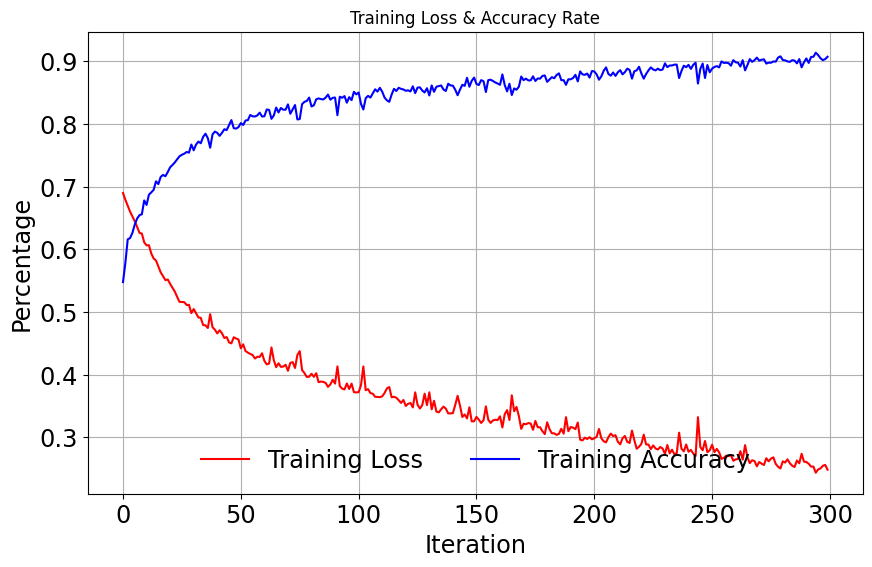 Training Loss & Accuracy Rate
Percentage
0.9
0.8
0.7
0.6
0.5
0.4
0.3
Training Loss Training Accuracy
0 50 100 150 200 250 300
Iteration